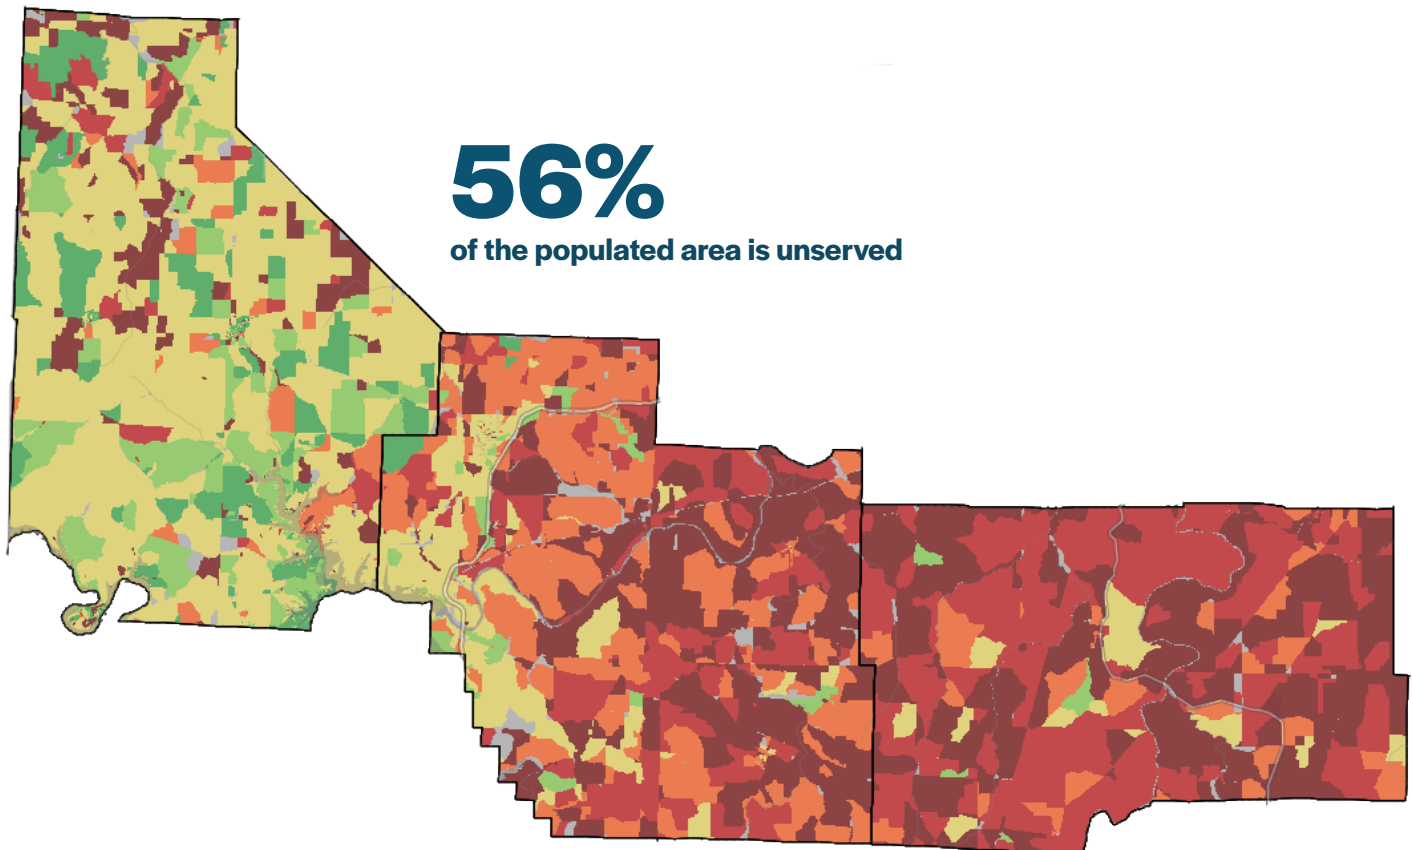 56%
of the populated area is unserved